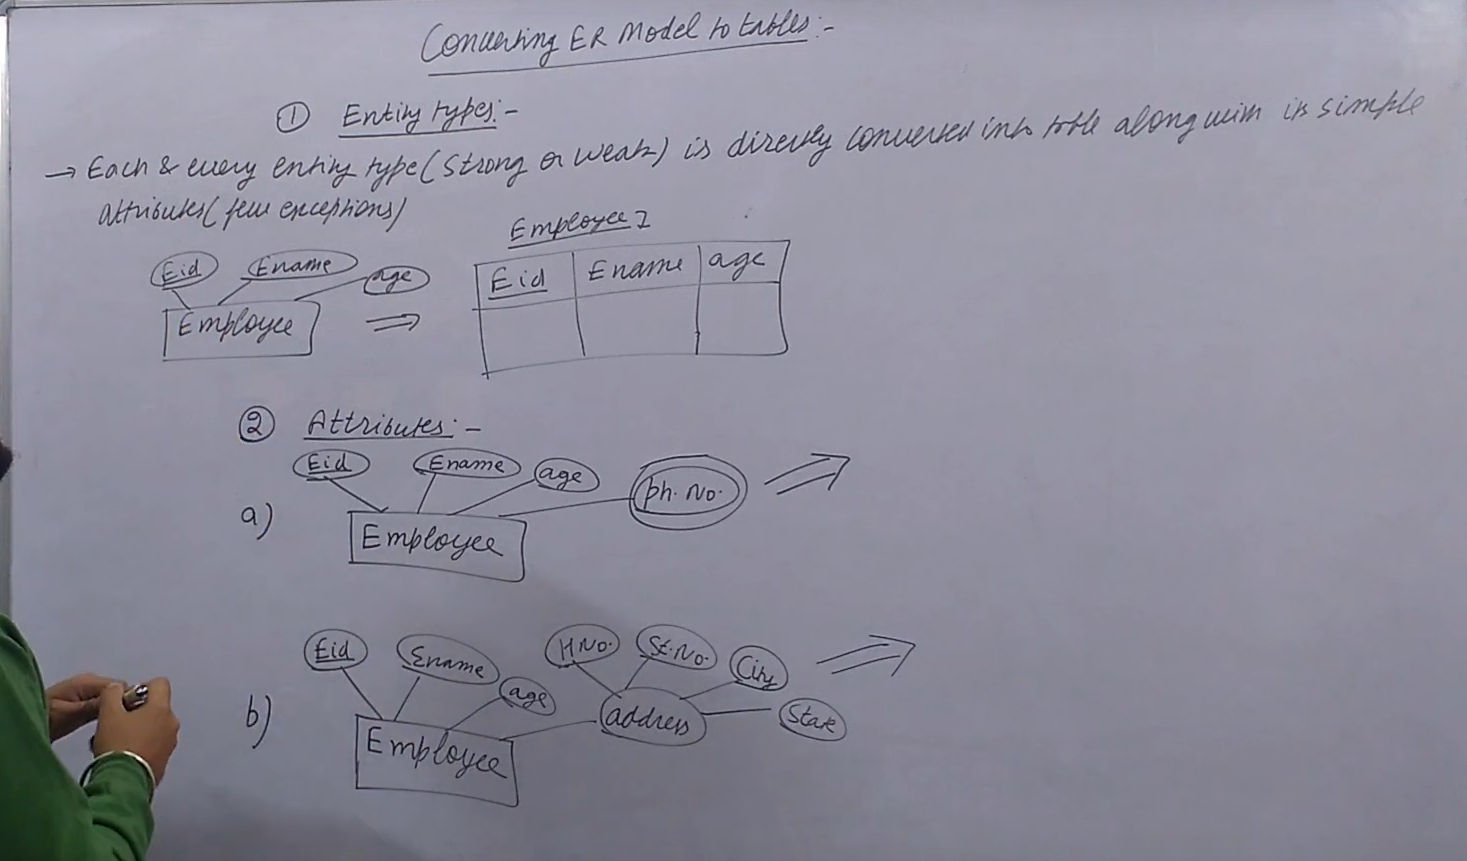 Converting ER Model to tables:-
① Entity types:-
→ Each & every entity type (strong or weak) is directly converted into table along with its simple
attributes (few exceptions)
Employee
Eid Ename age
Employee ⇒
Eid Ename age
② Attributes:-
Eid Ename age ph. No.
a)
Employee
Eid Ename age H No. St. No. City
b)
address State
Employee